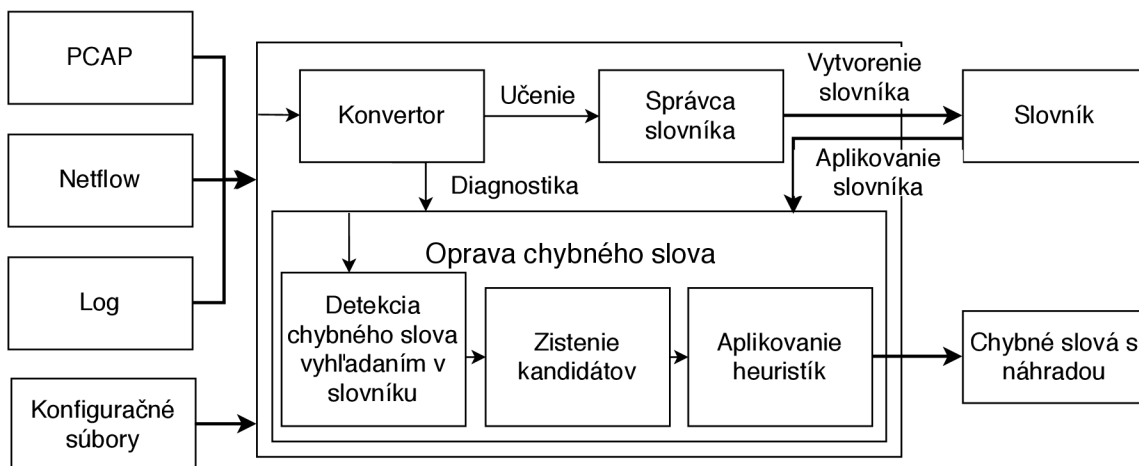 PCAP
Netflow
Log
Konfiguračné
súbory
Konvertor
Učenie
Správca
slovníka
Vytvorenie
slovníka
Slovník
Aplikovanie
slovníka
Diagnostika
Oprava chybného slova
Detekcia
chybného slova
vyhľadaním v
slovníku
Zistenie
kandidátov
Aplikovanie
heuristík
Chybné slová s
náhradou